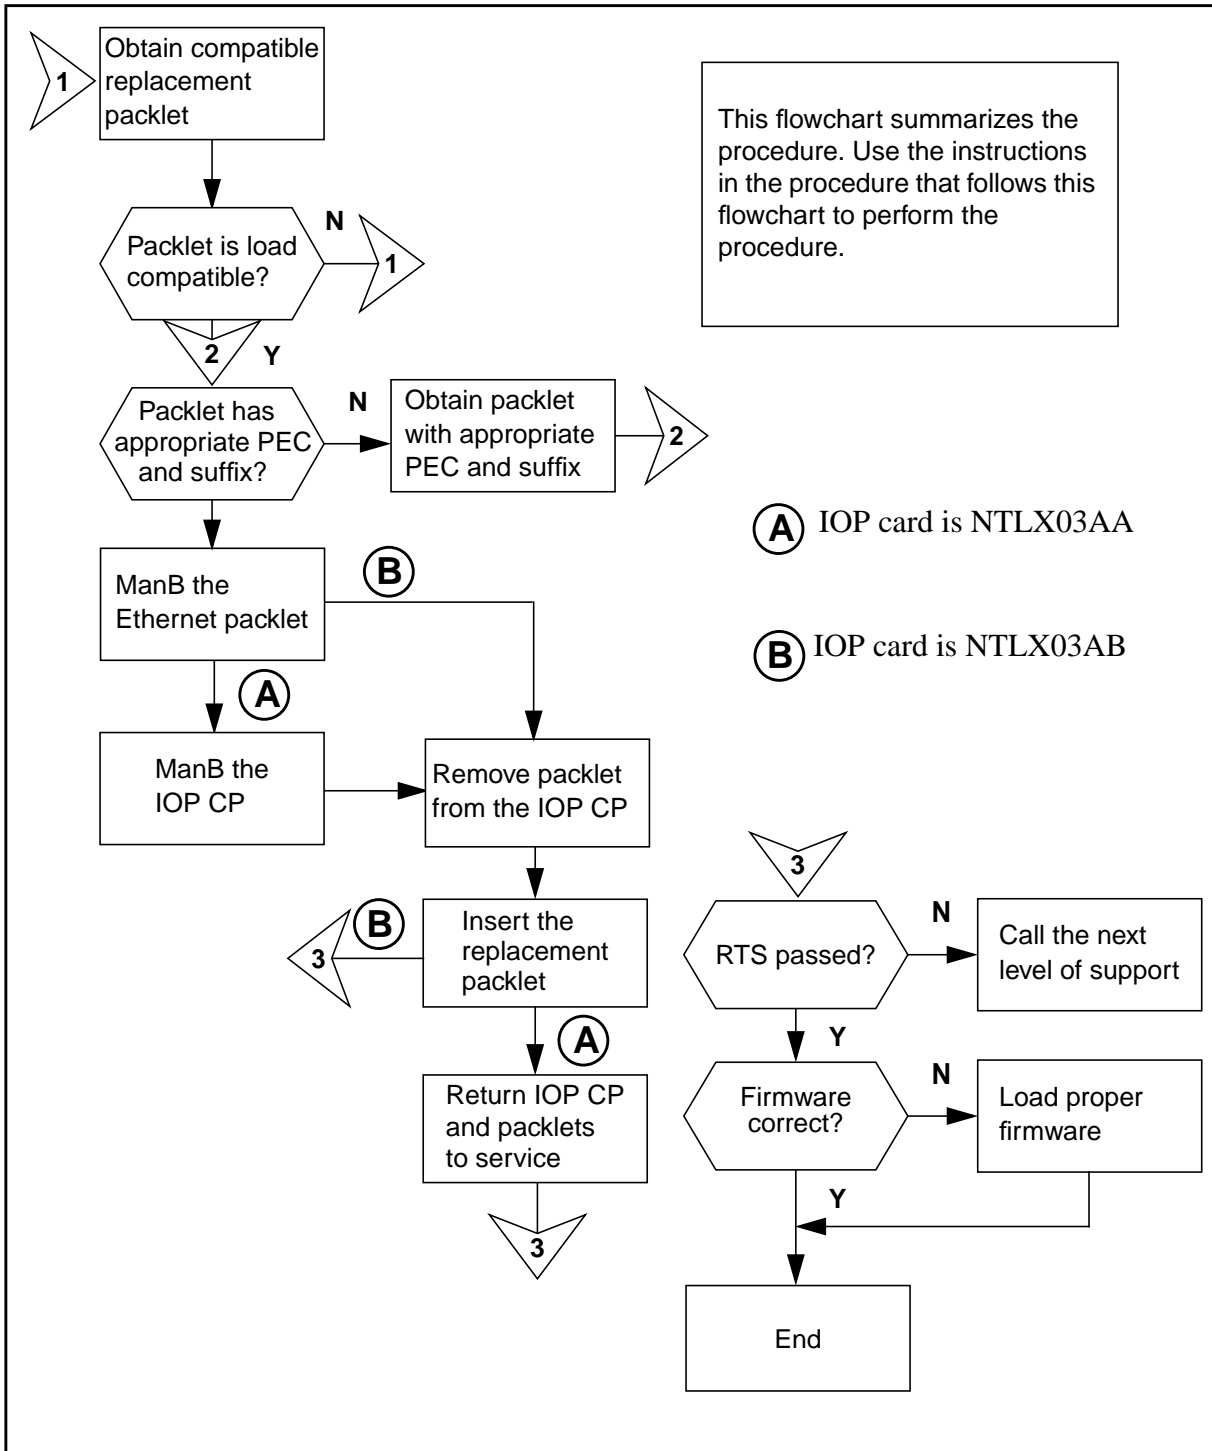 1
Obtain compatible
replacement
packlet
This flowchart summarizes the
procedure. Use the instructions
in the procedure that follows this
flowchart to perform the
procedure.
Packlet is load
compatible?
N
1
2
Y
Packlet has
appropriate PEC
and suffix?
N
Obtain packlet
with appropriate
PEC and suffix
2
A IOP card is NTLX03AA
ManB the
Ethernet packlet
B
B IOP card is NTLX03AB
A
ManB the
IOP CP
Remove packlet
from the IOP CP
3
B
Insert the
replacement
packlet
A
Return IOP CP
and packlets
to service
3
3
RTS passed?
N
Call the next
level of support
Y
Firmware
correct?
N
Load proper
firmware
Y
End